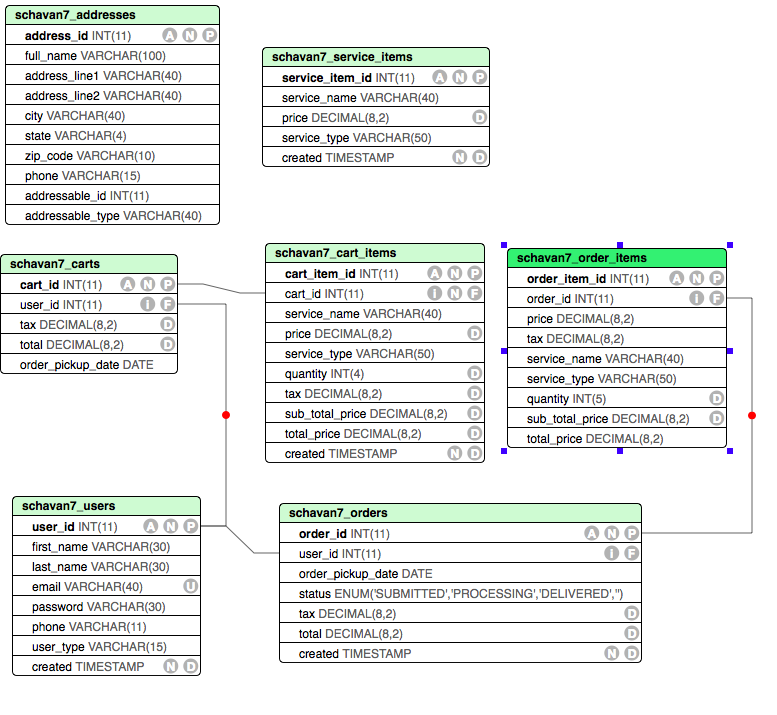 schavan7_addresses
address_id INT(11) A N P
full_name VARCHAR(100)
address_line1 VARCHAR(40)
address_line2 VARCHAR(40)
city VARCHAR(40)
state VARCHAR(4)
zip_code VARCHAR(10)
phone VARCHAR(15)
addressable_id INT(11)
addressable_type VARCHAR(40)
schavan7_service_items
service_item_id INT(11) A N P
service_name VARCHAR(40)
price DECIMAL(8,2) D
service_type VARCHAR(50)
created TIMESTAMP N D
schavan7_carts
cart_id INT(11) A N P
user_id INT(11) i F
tax DECIMAL(8,2) D
total DECIMAL(8,2) D
order_pickup_date DATE
schavan7_cart_items
cart_item_id INT(11) A N P
cart_id INT(11) i N F
service_name VARCHAR(40)
price DECIMAL(8,2) D
service_type VARCHAR(50)
quantity INT(4) D
tax DECIMAL(8,2) D
sub_total_price DECIMAL(8,2) D
total_price DECIMAL(8,2) D
created TIMESTAMP N D
schavan7_order_items
order_item_id INT(11) A N P
order_id INT(11) i F
price DECIMAL(8,2)
tax DECIMAL(8,2)
service_name VARCHAR(40)
service_type VARCHAR(50)
quantity INT(5) D
sub_total_price DECIMAL(8,2) D
total_price DECIMAL(8,2)
schavan7_users
user_id INT(11) A N P
first_name VARCHAR(30)
last_name VARCHAR(30)
email VARCHAR(40) U
password VARCHAR(30)
phone VARCHAR(11)
user_type VARCHAR(15)
created TIMESTAMP N D
schavan7_orders
order_id INT(11) A N P
user_id INT(11) i F
order_pickup_date DATE
status ENUM('SUBMITTED','PROCESSING','DELIVERED','')
tax DECIMAL(8,2) D
total DECIMAL(8,2) D
created TIMESTAMP N D